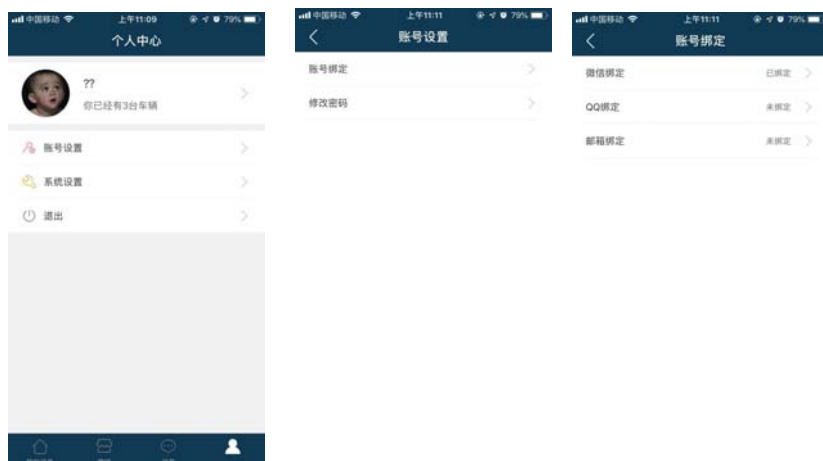 中国移动 上午11:09 79%
个人中心
??
你已经有3台车辆
账号设置
系统设置
退出
中国移动 上午11:11 79%
账号设置
账号绑定
修改密码
中国移动 上午11:11 79%
账号绑定
微信绑定 已绑定
QQ绑定 未绑定
邮箱绑定 未绑定